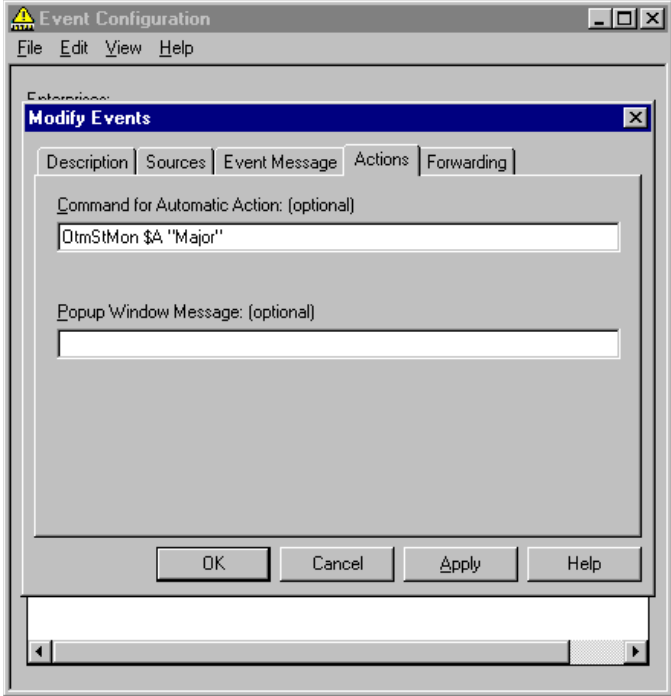 Event Configuration
File Edit View Help
Enterprises:
Modify Events
Description Sources Event Message Actions Forwarding
Command for Automatic Action: (optional)
OtmStMon $A "Major"
Popup Window Message: (optional)
OK Cancel Apply Help